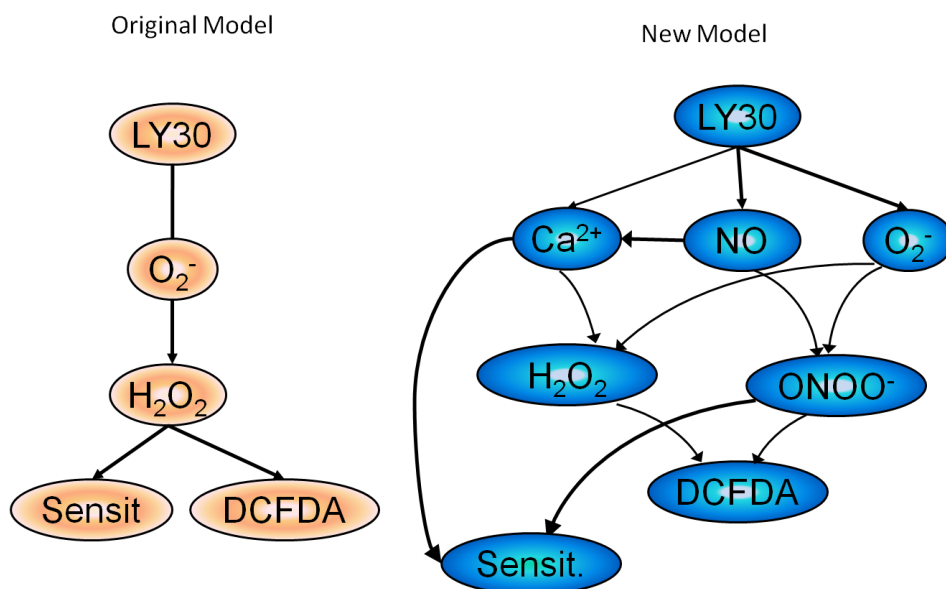 Original Model
LY30
O₂⁻
H₂O₂
Sensit
DCFDA
New Model
LY30
Ca²⁺
NO
O₂⁻
H₂O₂
ONOO⁻
DCFDA
Sensit.